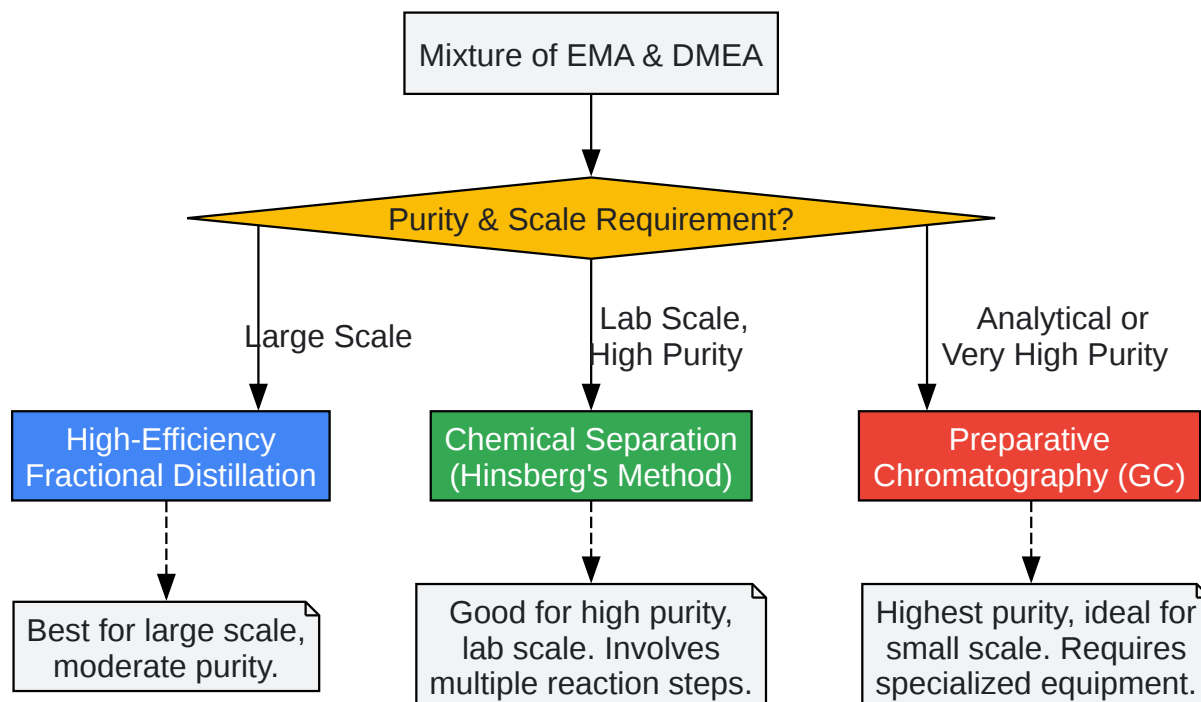 Mixture of EMA & DMEA
Purity & Scale Requirement?
Large Scale
Lab Scale,
High Purity
Analytical or
Very High Purity
High-Efficiency
Fractional Distillation
Chemical Separation
(Hinsberg's Method)
Preparative
Chromatography (GC)
Best for large scale,
moderate purity.
Good for high purity,
lab scale. Involves
multiple reaction steps.
Highest purity, ideal for
small scale. Requires
specialized equipment.